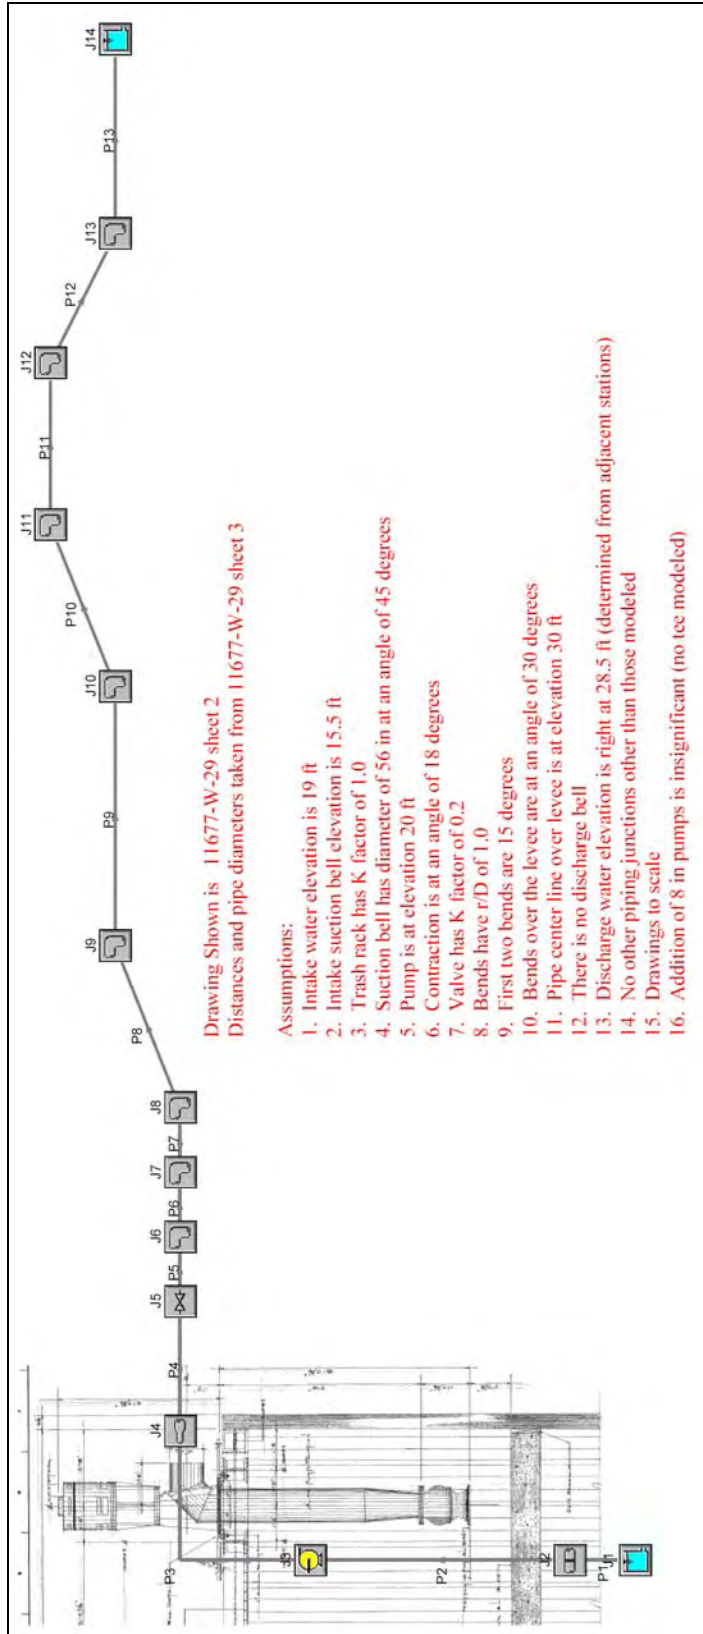 Drawing Shown is 11677-W-29 sheet 2
Distances and pipe diameters taken from 11677-W-29 sheet 3
Assumptions:
1. Intake water elevation is 19 ft
2. Intake suction bell elevation is 15.5 ft
3. Trash rack has K factor of 1.0
4. Suction bell has diameter of 56 in at an angle of 45 degrees
5. Pump is at elevation 20 ft
6. Contraction is at an angle of 18 degrees
7. Valve has K factor of 0.2
8. Bends have r/D of 1.0
9. First two bends are 15 degrees
10. Bends over the levee are at an angle of 30 degrees
11. Pipe center line over levee is at elevation 30 ft
12. There is no discharge bell
13. Discharge water elevation is right at 28.5 ft (determined from adjacent stations)
14. No other piping junctions other than those modeled
15. Drawings to scale
16. Addition of 8 in pumps is insignificant (no tee modeled)
J1
P1
J2
P2
J3
P3
J4
P4
J5
P5
J6
P6
J7
P7
J8
P8
J9
P9
J10
P10
J11
P11
J12
P12
J13
P13
J14